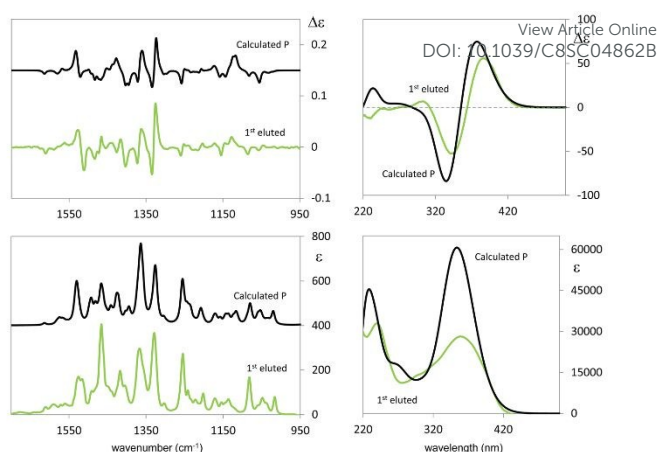 Δε
0.2
Calculated P
0.1
1st eluted
0
-0.1
1550
1350
1150
950
View Article Online
DOI: 10.1039/C8SC04862B
100
Δε
50
1st eluted
0
-50
Calculated P
-100
220
320
420
800
ε
600
Calculated P
400
1st eluted
200
0
1550
1350
1150
950
wavenumber (cm-1)
60000
Calculated P
ε
45000
30000
15000
1st eluted
0
220
320
420
wavelength (nm)